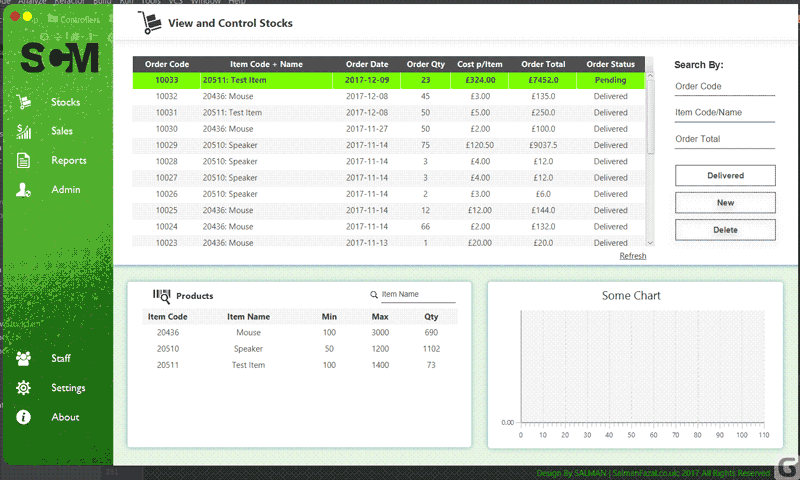 Analyze Refactor Build Run Tools VCS Window Help
Controllers
SCM
Stocks
Sales
Reports
Admin
Staff
Settings
About
View and Control Stocks
Order Code Item Code + Name Order Date Order Qty Cost p/Item Order Total Order Status
10033 20511: Test Item 2017-12-09 23 £324.00 £7452.0 Pending
10032 20436: Mouse 2017-12-08 45 £3.00 £135.0 Delivered
10031 20511: Test Item 2017-12-08 50 £5.00 £250.0 Delivered
10030 20436: Mouse 2017-11-27 50 £2.00 £100.0 Delivered
10029 20510: Speaker 2017-11-14 75 £120.50 £9037.5 Delivered
10028 20510: Speaker 2017-11-14 3 £4.00 £12.0 Delivered
10027 20510: Speaker 2017-11-14 3 £4.00 £12.0 Delivered
10026 20510: Speaker 2017-11-14 2 £3.00 £6.0 Delivered
10025 20436: Mouse 2017-11-14 12 £12.00 £144.0 Delivered
10024 20436: Mouse 2017-11-14 66 £2.00 £132.0 Delivered
10023 20436: Mouse 2017-11-13 1 £20.00 £20.0 Delivered
Refresh
Search By:
Order Code
Item Code/Name
Order Total
Delivered
New
Delete
Products
Item Name
Item Code Item Name Min Max Qty
20436 Mouse 100 3000 690
20510 Speaker 50 1200 1102
20511 Test Item 100 1400 73
Some Chart
0.00
0 10 20 30 40 50 60 70 80 90 100 110
Design By SALMAN | SalmanFazal.co.uk © 2017 All Rights Reserved.
G